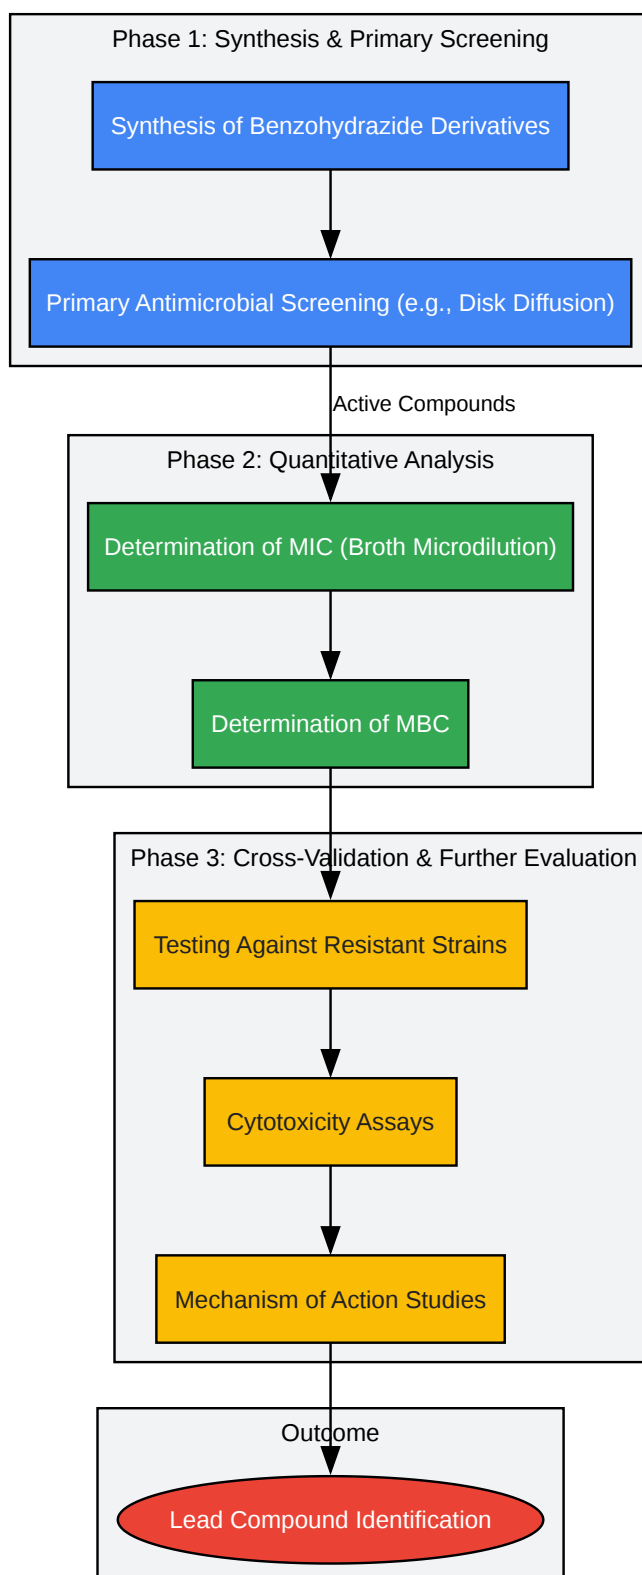 Phase 1: Synthesis & Primary Screening
Synthesis of Benzohydrazide Derivatives
Primary Antimicrobial Screening (e.g., Disk Diffusion)
Active Compounds
Phase 2: Quantitative Analysis
Determination of MIC (Broth Microdilution)
Determination of MBC
Phase 3: Cross-Validation & Further Evaluation
Testing Against Resistant Strains
Cytotoxicity Assays
Mechanism of Action Studies
Outcome
Lead Compound Identification